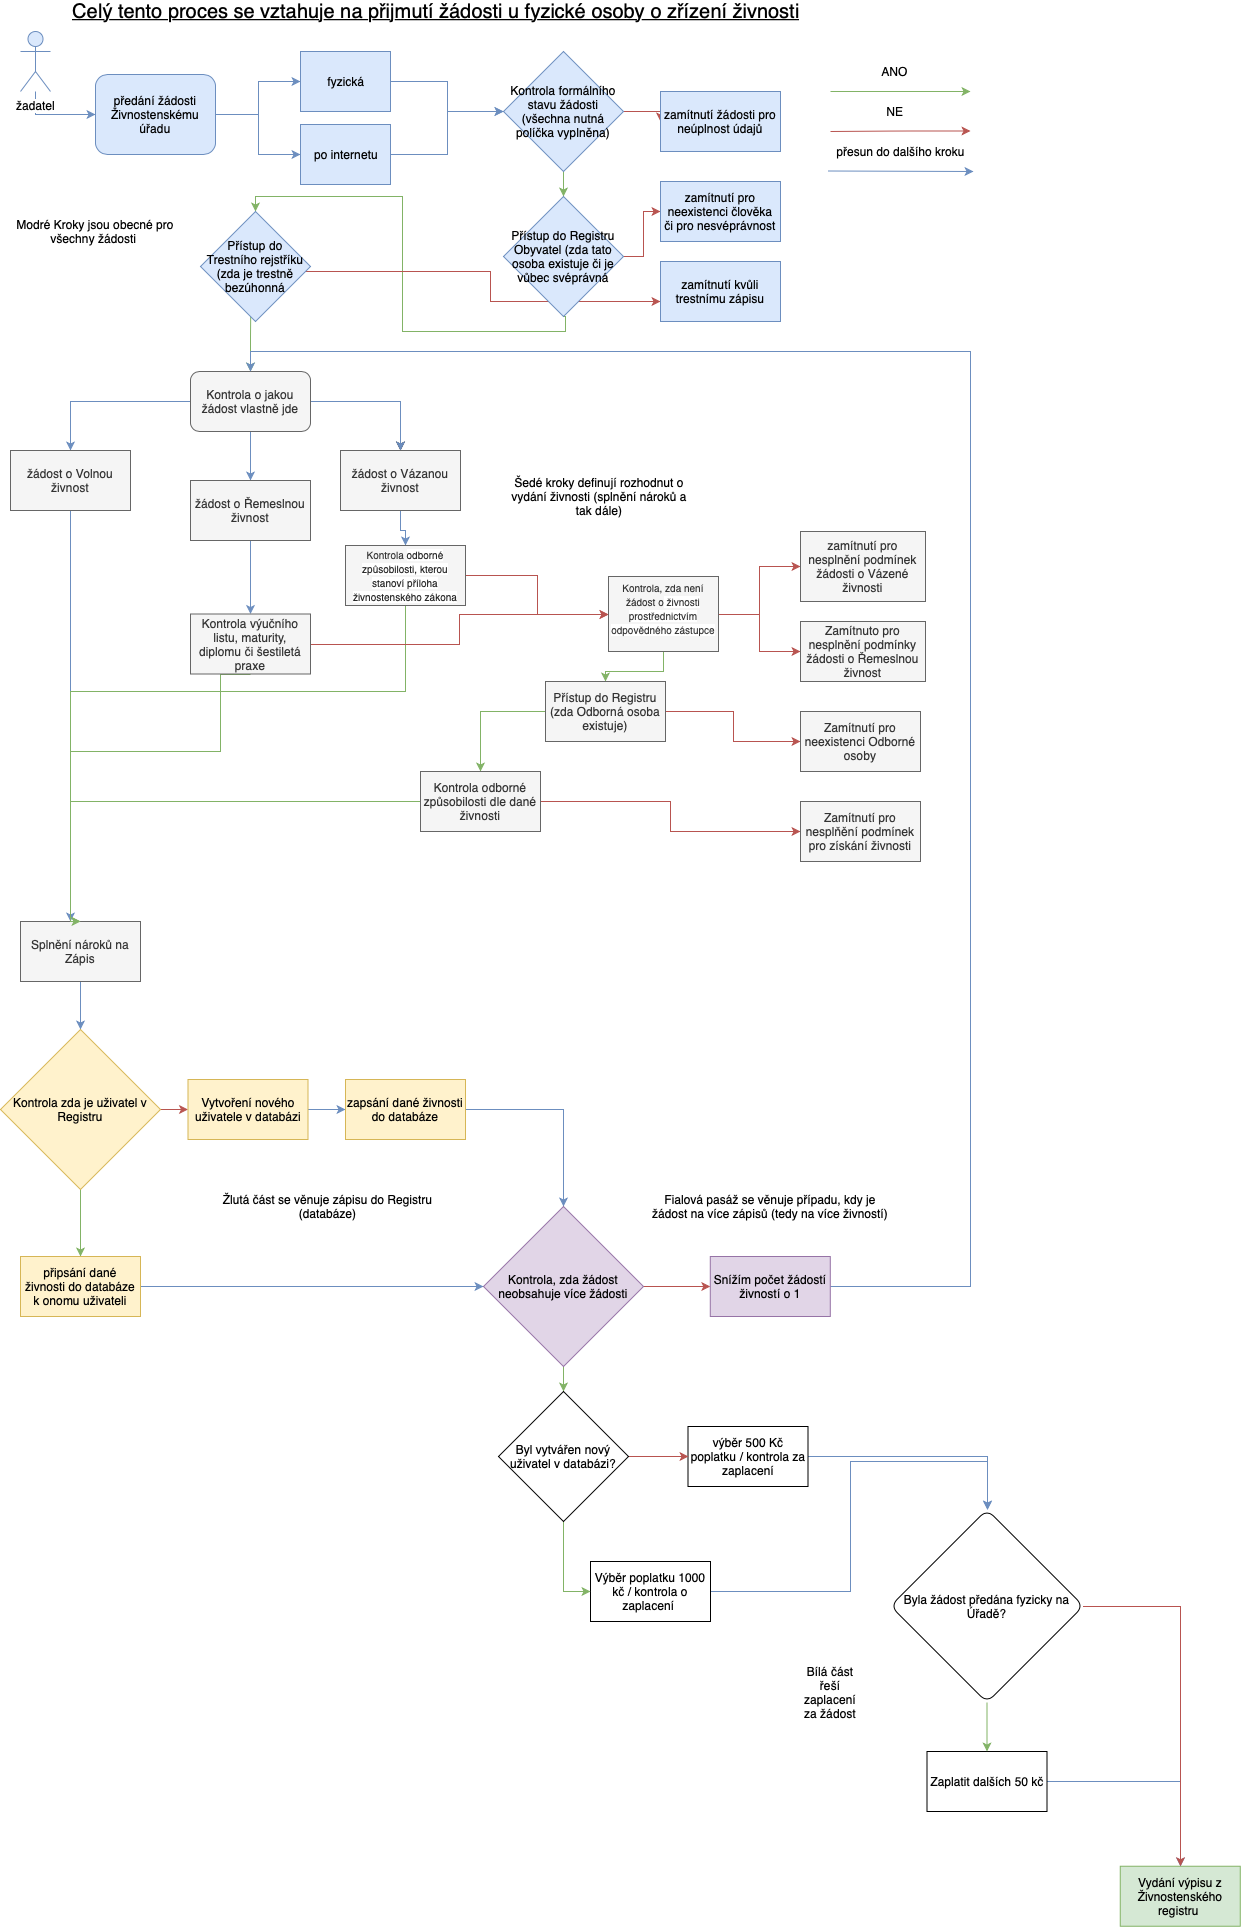 Celý tento proces se vztahuje na přijmutí žádosti u fyzické osoby o zřízení živnosti
žadatel
předání žádosti
Živnostenskému
úřadu
fyzická
po internetu
Kontrola formálního
stavu žádosti
(všechna nutná
políčka vyplněna)
zamítnutí žádosti pro
neúplnost údajů
ANO
NE
přesun do dalšího kroku
Modré Kroky jsou obecné pro
všechny žádosti
Přístup do
Trestního rejstříku
(zda je trestně
bezúhonná
Přístup do Registru
Obyvatel (zda tato
osoba existuje či je
vůbec svéprávná
zamítnutí pro
neexistenci člověka
či pro nesvéprávnost
zamítnutí kvůli
trestnímu zápisu
Kontrola o jakou
žádost vlastně jde
žádost o Volnou
živnost
žádost o Řemeslnou
živnost
žádost o Vázanou
živnost
Šedé kroky definují rozhodnut o
vydání živnosti (splnění nároků a
tak dále)
Kontrola odborné
způsobilosti, kterou
stanoví příloha
živnostenského zákona
Kontrola výučního
listu, maturity,
diplomu či šestiletá
praxe
Kontrola, zda není
žádost o živnosti
prostřednictvím
odpovědného zástupce
zamítnutí pro
nesplnění podmínek
žádosti o Vázené
živnosti
Zamítnuto pro
nesplnění podmínky
žádosti o Řemeslnou
živnost
Přístup do Registru
(zda Odborná osoba
existuje)
Zamítnutí pro
neexistenci Odborné
osoby
Kontrola odborné
způsobilosti dle dané
živnosti
Zamítnutí pro
nesplňění podmínek
pro získání živnosti
Splnění nároků na
Zápis
Kontrola zda je uživatel v
Registru
Vytvoření nového
uživatele v databázi
zapsání dané živnosti
do databáze
Žlutá část se věnuje zápisu do Registru
(databáze)
Fialová pasáž se věnuje případu, kdy je
žádost na více zápisů (tedy na více živností)
připsání dané
živnosti do databáze
k onomu uživateli
Kontrola, zda žádost
neobsahuje více žádosti
Snížím počet žádostí
živností o 1
Byl vytvářen nový
uživatel v databázi?
výběr 500 Kč
poplatku / kontrola za
zaplacení
Výběr poplatku 1000
kč / kontrola o
zaplacení
Byla žádost předána fyzicky na
Úřadě?
Bílá část
řeší
zaplacení
za žádost
Zaplatit dalších 50 kč
Vydání výpisu z
Živnostenského
registru